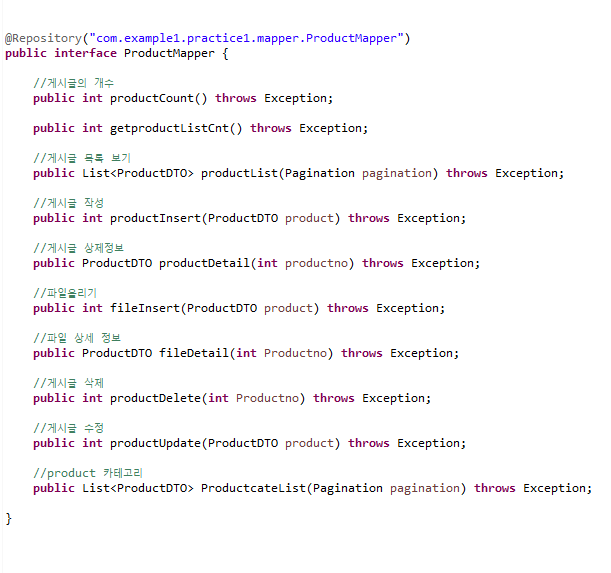 @Repository("com.example1.practice1.mapper.ProductMapper")
public interface ProductMapper {
//게시글의 개수
public int productCount() throws Exception;
public int getproductListCnt() throws Exception;
//게시글 목록 보기
public List<ProductDTO> productList(Pagination pagination) throws Exception;
//게시글 작성
public int productInsert(ProductDTO product) throws Exception;
//게시글 상제정보
public ProductDTO productDetail(int productno) throws Exception;
//파일올리기
public int fileInsert(ProductDTO product) throws Exception;
//파일 상세 정보
public ProductDTO fileDetail(int Productno) throws Exception;
//게시글 삭제
public int productDelete(int Productno) throws Exception;
//게시글 수정
public int productUpdate(ProductDTO product) throws Exception;
//product 카테고리
public List<ProductDTO> ProductcateList(Pagination pagination) throws Exception;
}